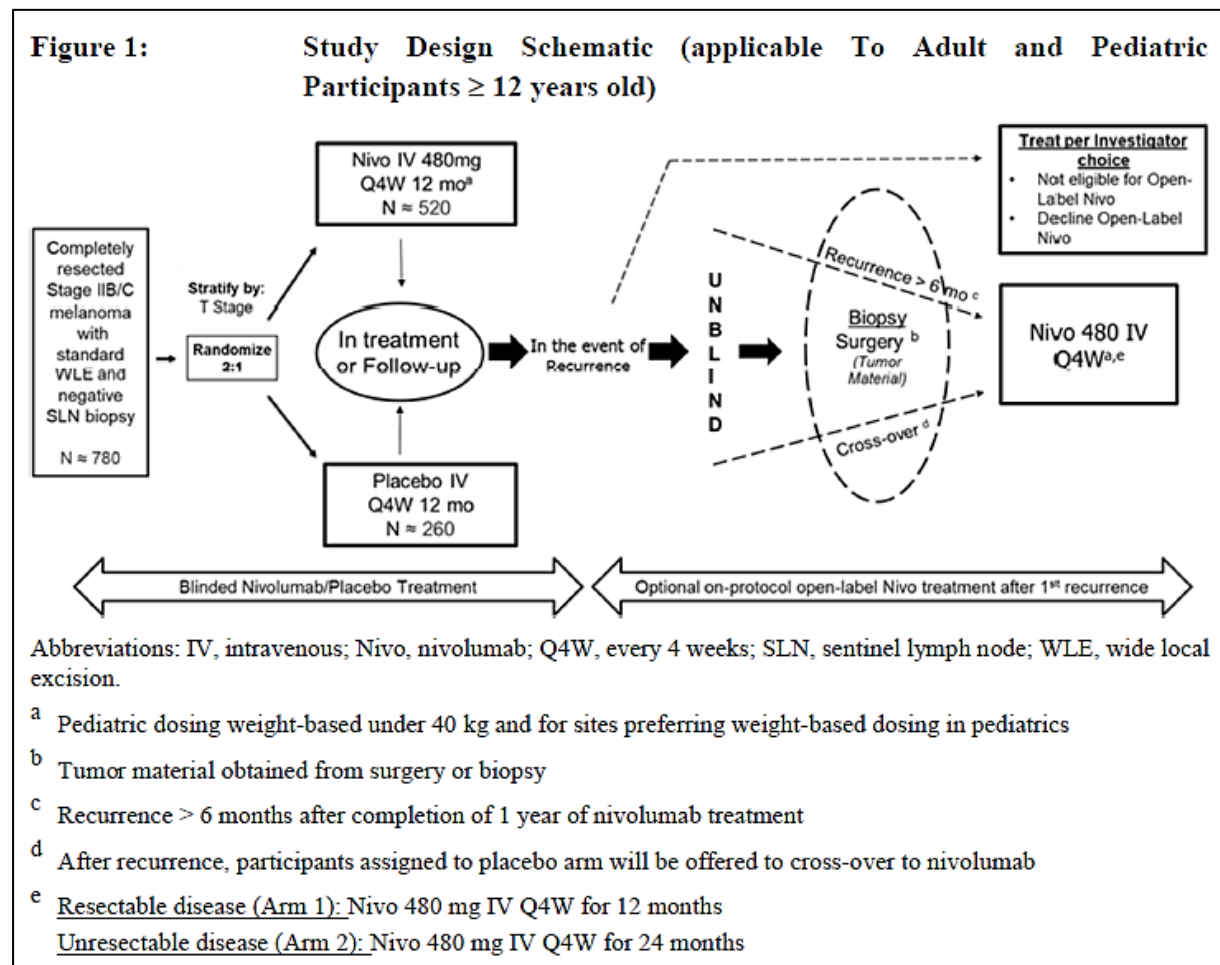 Figure 1: Study Design Schematic (applicable To Adult and Pediatric
Participants ≥ 12 years old)
Completely
resected
Stage IIB/C
melanoma
with
standard
WLE and
negative
SLN biopsy
N ≈ 780
Stratify by:
T Stage
Randomize
2:1
Nivo IV 480mg
Q4W 12 moᵃ
N ≈ 520
In treatment
or Follow-up
Placebo IV
Q4W 12 mo
N ≈ 260
In the event of
Recurrence
U
N
B
L
I
N
D
Recurrence > 6 mo ᶜ
Biopsy
Surgery ᵇ
(Tumor
Material)
Cross-over ᵈ
Treat per Investigator
choice
• Not eligible for Open-
Label Nivo
• Decline Open-Label
Nivo
Nivo 480 IV
Q4Wᵃ,ᵉ
Blinded Nivolumab/Placebo Treatment
Optional on-protocol open-label Nivo treatment after 1ˢᵗ recurrence
Abbreviations: IV, intravenous; Nivo, nivolumab; Q4W, every 4 weeks; SLN, sentinel lymph node; WLE, wide local
excision.
ᵃ Pediatric dosing weight-based under 40 kg and for sites preferring weight-based dosing in pediatrics
ᵇ Tumor material obtained from surgery or biopsy
ᶜ Recurrence > 6 months after completion of 1 year of nivolumab treatment
ᵈ After recurrence, participants assigned to placebo arm will be offered to cross-over to nivolumab
ᵉ Resectable disease (Arm 1): Nivo 480 mg IV Q4W for 12 months
Unresectable disease (Arm 2): Nivo 480 mg IV Q4W for 24 months